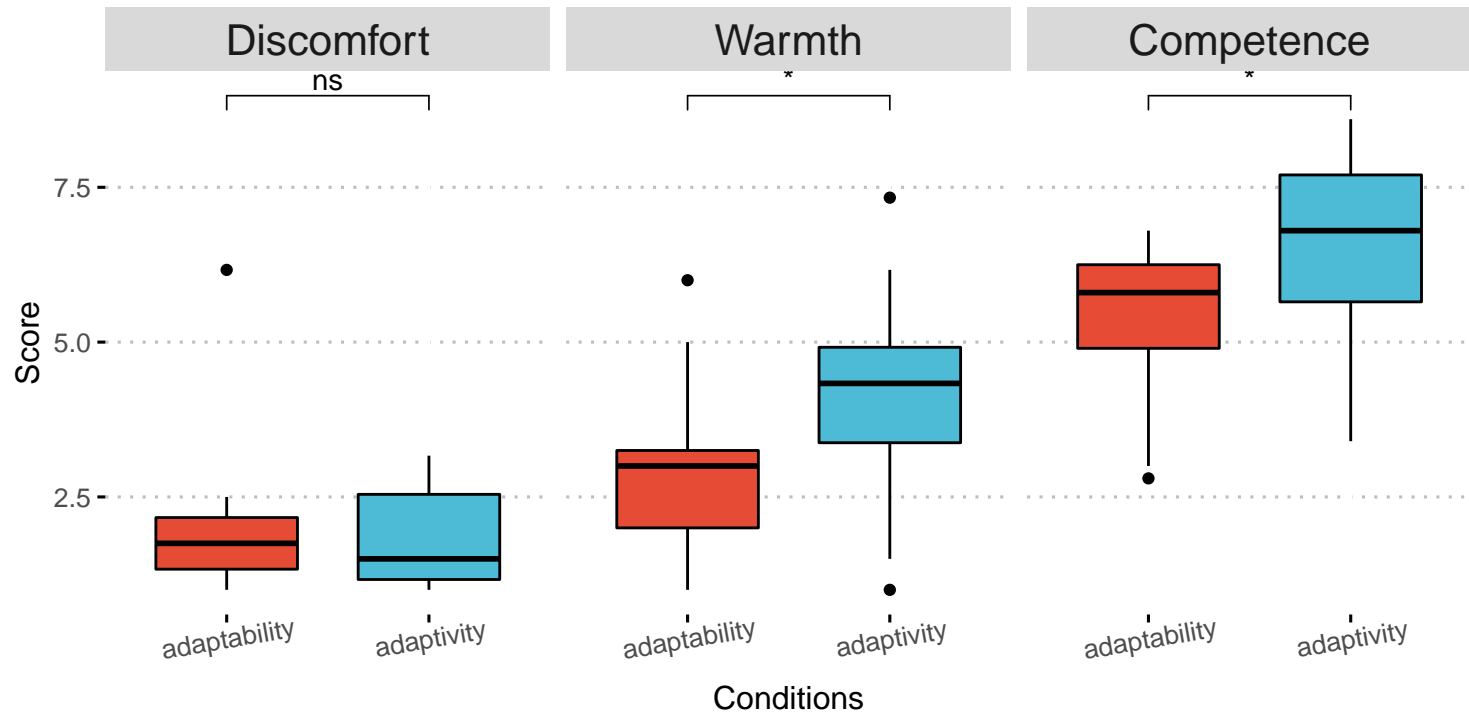 Discomfort Warmth Competence
ns * *
7.5
5.0
2.5
Score
adaptability adaptivity adaptability adaptivity adaptability adaptivity
Conditions